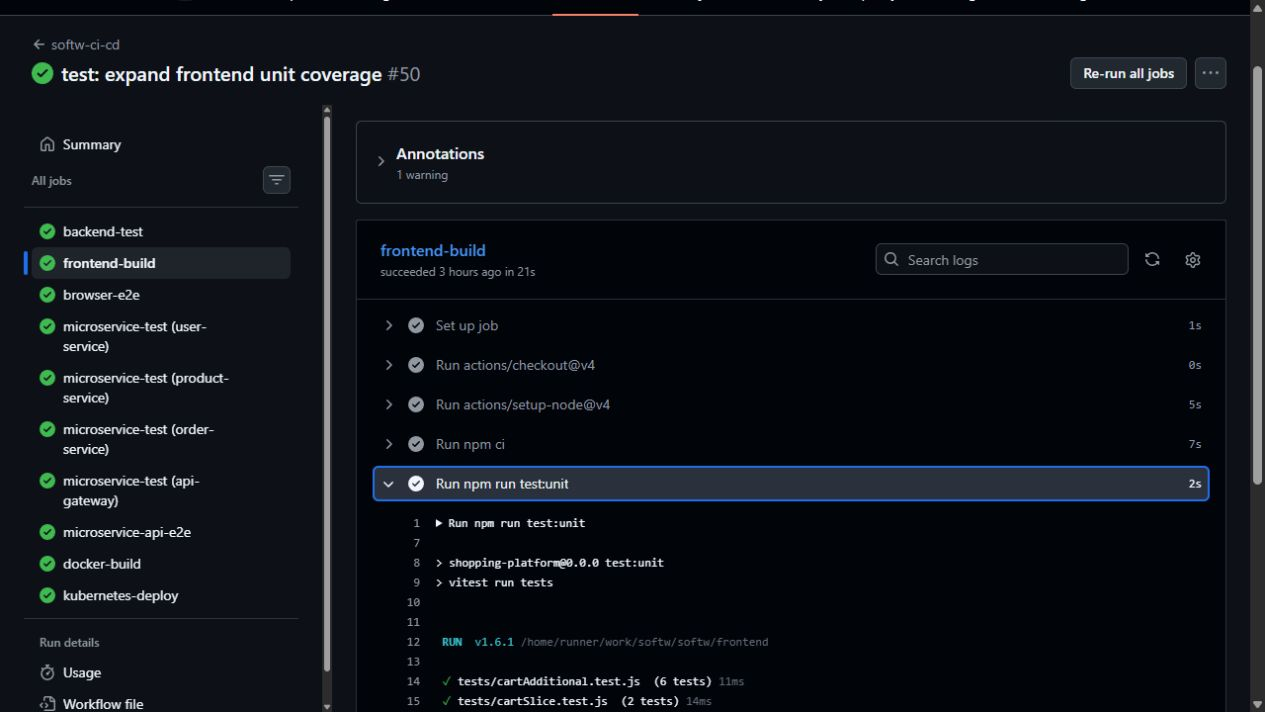 softw-ci-cd
test: expand frontend unit coverage #50
Re-run all jobs
Summary
All jobs
backend-test
frontend-build
browser-e2e
microservice-test (user-
service)
microservice-test (product-
service)
microservice-test (order-
service)
microservice-test (api-
gateway)
microservice-api-e2e
docker-build
kubernetes-deploy
Run details
Usage
Workflow file
Annotations
1 warning
frontend-build
succeeded 3 hours ago in 21s
Search logs
Set up job 1s
Run actions/checkout@v4 0s
Run actions/setup-node@v4 5s
Run npm ci 7s
Run npm run test:unit 2s
1 ▶ Run npm run test:unit
7
8 > shopping-platform@0.0.0 test:unit
9 > vitest run tests
10
11
12 RUN v1.6.1 /home/runner/work/softw/softw/frontend
13
14 ✓ tests/cartAdditional.test.js (6 tests) 11ms
15 ✓ tests/cartSlice.test.js (2 tests) 14ms